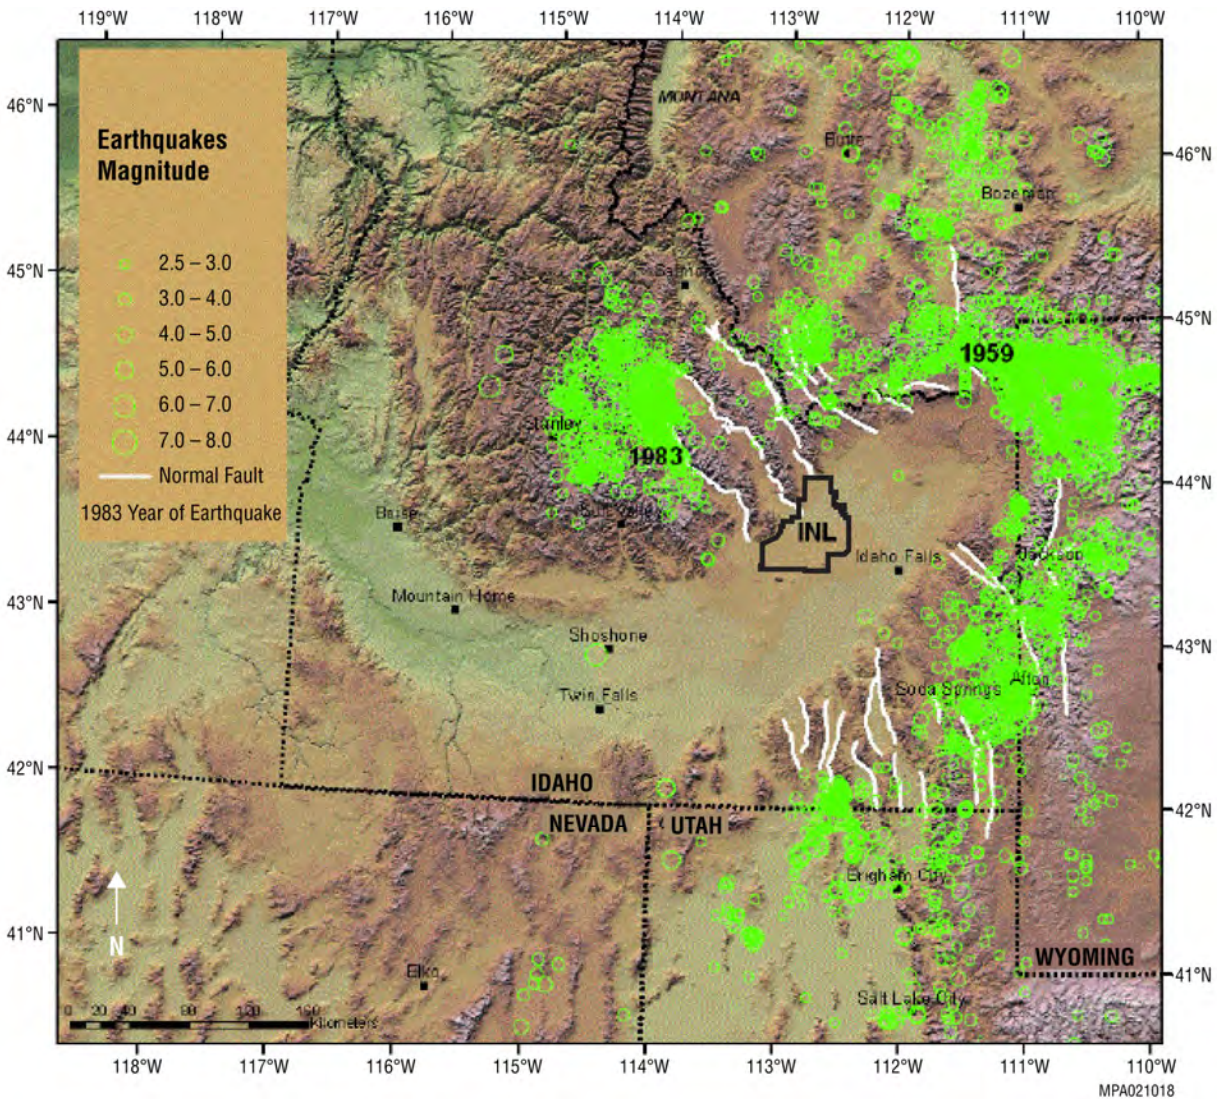 119°W 118°W 117°W 116°W 115°W 114°W 113°W 112°W 111°W 110°W
46°N
45°N
44°N
43°N
42°N
41°N
Earthquakes
Magnitude
2.5 – 3.0
3.0 – 4.0
4.0 – 5.0
5.0 – 6.0
6.0 – 7.0
7.0 – 8.0
Normal Fault
1983 Year of Earthquake
MONTANA
Butte
Bozeman
Salmon
1959
Stanley
1983
INL
Boise
Idaho Falls
Jackson
Mountain Home
Shoshone
Afton
Soda Springs
Twin Falls
IDAHO
NEVADA
UTAH
Brigham City
WYOMING
N
Elko
Salt Lake City
0 20 40 80 120 160
Kilometers
46°N
45°N
44°N
43°N
42°N
41°N
118°W 117°W 116°W 115°W 114°W 113°W 112°W 111°W 110°W
MPA021018